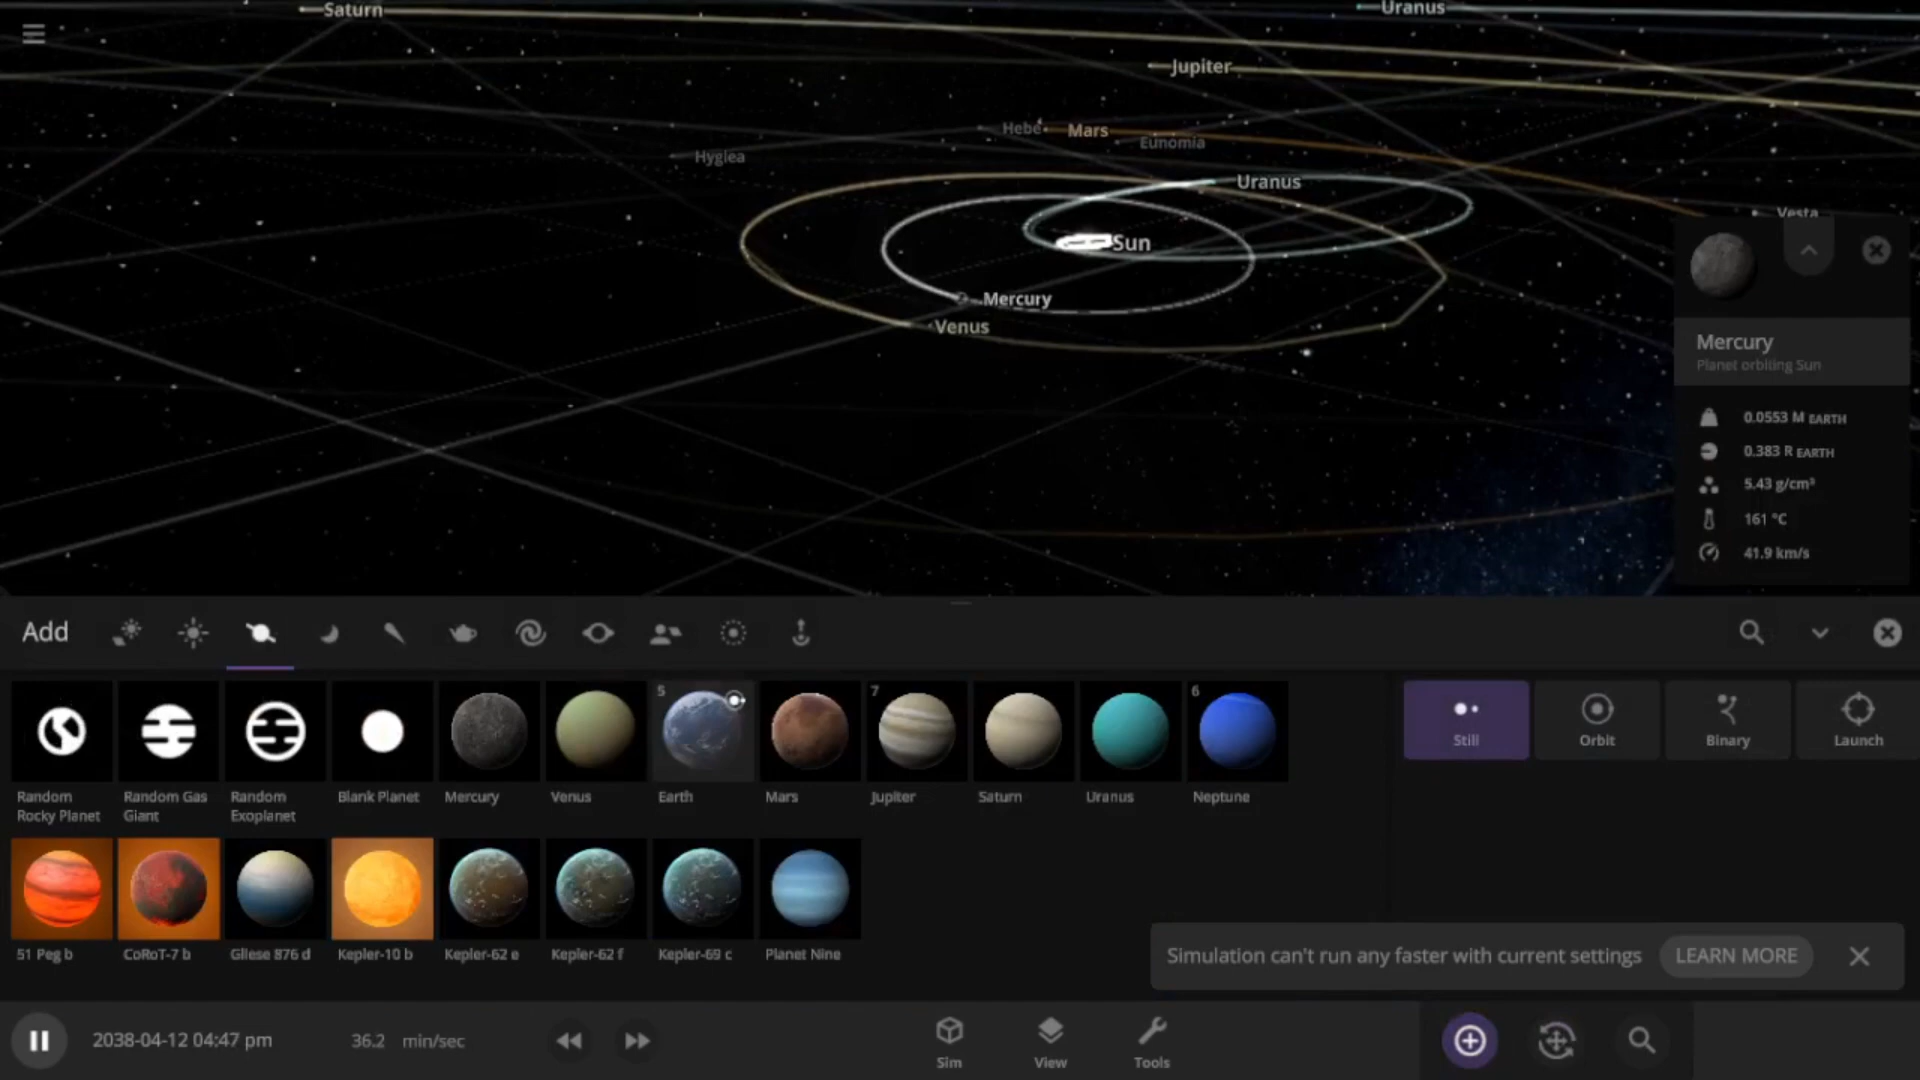 Saturn
Uranus
Jupiter
Hebe
Mars
Eunomia
Hygiea
Uranus
Vesta
Sun
Mercury
Venus
Mercury
Planet orbiting Sun
0.0553 M EARTH
0.383 R EARTH
5.43 g/cm³
161 °C
41.9 km/s
Add
5
7
6
Still
Orbit
Binary
Launch
Random Rocky Planet
Random Gas Giant
Random Exoplanet
Blank Planet
Mercury
Venus
Earth
Mars
Jupiter
Saturn
Uranus
Neptune
51 Peg b
CoRoT-7 b
Gliese 876 d
Kepler-10 b
Kepler-62 e
Kepler-62 f
Kepler-69 c
Planet Nine
Simulation can't run any faster with current settings
LEARN MORE
2038-04-12 04:47 pm
36.2 min/sec
Sim
View
Tools